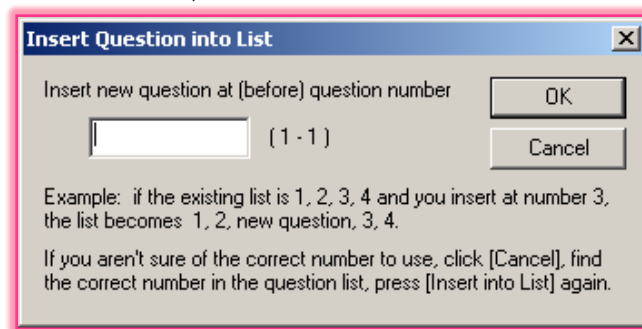 Insert Question into List
Insert new question at (before) question number
OK
( 1 - 1 )
Cancel
Example:  if the existing list is 1, 2, 3, 4 and you insert at number 3,
the list becomes  1, 2, new question, 3, 4.
If you aren't sure of the correct number to use, click [Cancel], find
the correct number in the question list, press [Insert into List] again.